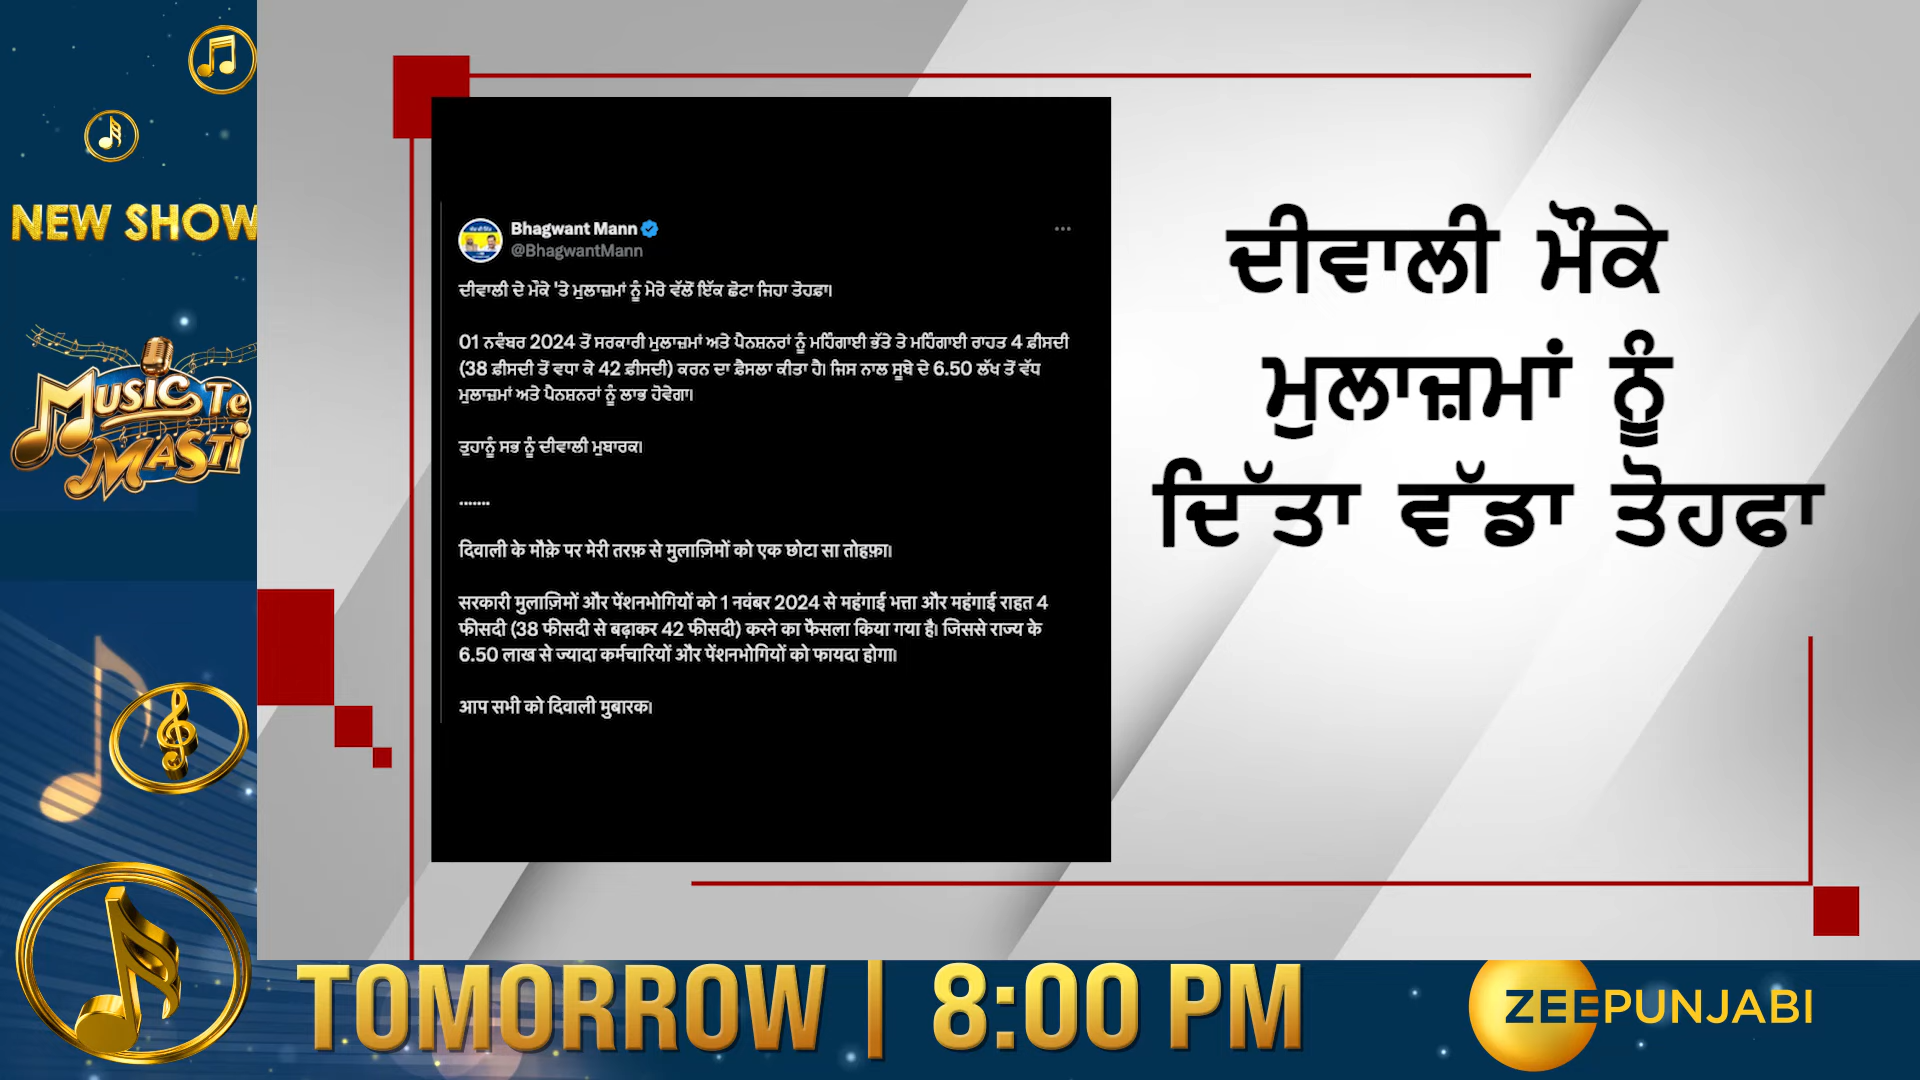 NEW SHOW
MUSIC TE
MASTI
Bhagwant Mann
@BhagwantMann
ਦੀਵਾਲੀ ਦੇ ਮੌਕੇ 'ਤੇ ਮੁਲਾਜ਼ਮਾਂ ਨੂੰ ਮੇਰੇ ਵੱਲੋਂ ਇੱਕ ਛੋਟਾ ਜਿਹਾ ਤੋਹਫ਼ਾ।
01 ਨਵੰਬਰ 2024 ਤੋਂ ਸਰਕਾਰੀ ਮੁਲਾਜ਼ਮਾਂ ਅਤੇ ਪੈਨਸ਼ਨਰਾਂ ਨੂੰ ਮਹਿੰਗਾਈ ਭੱਤੇ ਤੇ ਮਹਿੰਗਾਈ ਰਾਹਤ 4 ਫ਼ੀਸਦੀ
(38 ਫ਼ੀਸਦੀ ਤੋਂ ਵਧਾ ਕੇ 42 ਫ਼ੀਸਦੀ) ਕਰਨ ਦਾ ਫ਼ੈਸਲਾ ਕੀਤਾ ਹੈ। ਜਿਸ ਨਾਲ ਸੂਬੇ ਦੇ 6.50 ਲੱਖ ਤੋਂ ਵੱਧ
ਮੁਲਾਜ਼ਮਾਂ ਅਤੇ ਪੈਨਸ਼ਨਰਾਂ ਨੂੰ ਲਾਭ ਹੋਵੇਗਾ।
ਤੁਹਾਨੂੰ ਸਭ ਨੂੰ ਦੀਵਾਲੀ ਮੁਬਾਰਕ।
.......
दिवाली के मौक़े पर मेरी तरफ़ से मुलाज़िमों को एक छोटा सा तोहफ़ा।
सरकारी मुलाज़िमों और पेंशनभोगियों को 1 नवंबर 2024 से महंगाई भत्ता और महंगाई राहत 4
फीसदी (38 फीसदी से बढ़ाकर 42 फीसदी) करने का फैसला किया गया है। जिससे राज्य के
6.50 लाख से ज्यादा कर्मचारियों और पेंशनभोगियों को फायदा होगा।
आप सभी को दिवाली मुबारक।
ਦੀਵਾਲੀ ਮੌਕੇ
ਮੁਲਾਜ਼ਮਾਂ ਨੂੰ
ਦਿੱਤਾ ਵੱਡਾ ਤੋਹਫਾ
TOMORROW | 8:00 PM
ZEEPUNJABI